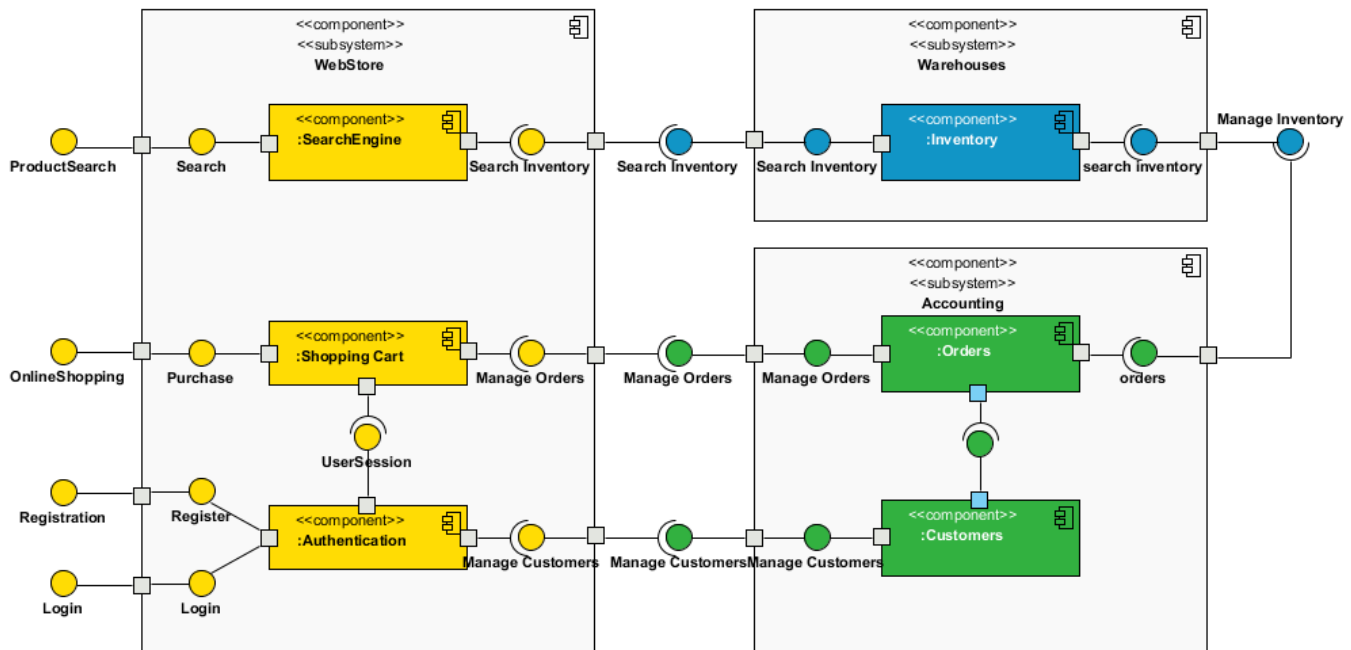 <<component>>
<<subsystem>>
WebStore
<<component>>
<<subsystem>>
Warehouses
<<component>>
:SearchEngine
<<component>>
:Inventory
Manage Inventory
ProductSearch
Search
Search Inventory
Search Inventory
Search Inventory
search inventory
<<component>>
<<subsystem>>
Accounting
<<component>>
:Shopping Cart
<<component>>
:Orders
OnlineShopping
Purchase
Manage Orders
Manage Orders
Manage Orders
orders
UserSession
Registration
Register
<<component>>
:Authentication
<<component>>
:Customers
Manage Customers
Manage Customers
Manage Customers
Login
Login